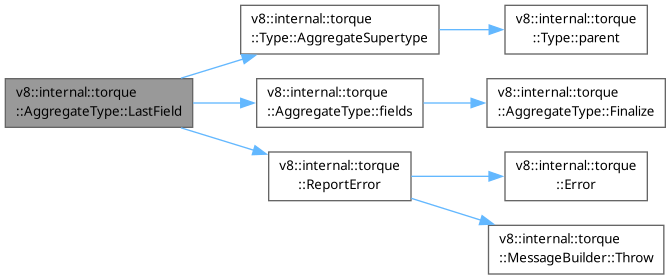 v8::internal::torque
::AggregateType::LastField
v8::internal::torque
::Type::AggregateSupertype
v8::internal::torque
::Type::parent
v8::internal::torque
::AggregateType::fields
v8::internal::torque
::AggregateType::Finalize
v8::internal::torque
::ReportError
v8::internal::torque
::Error
v8::internal::torque
::MessageBuilder::Throw